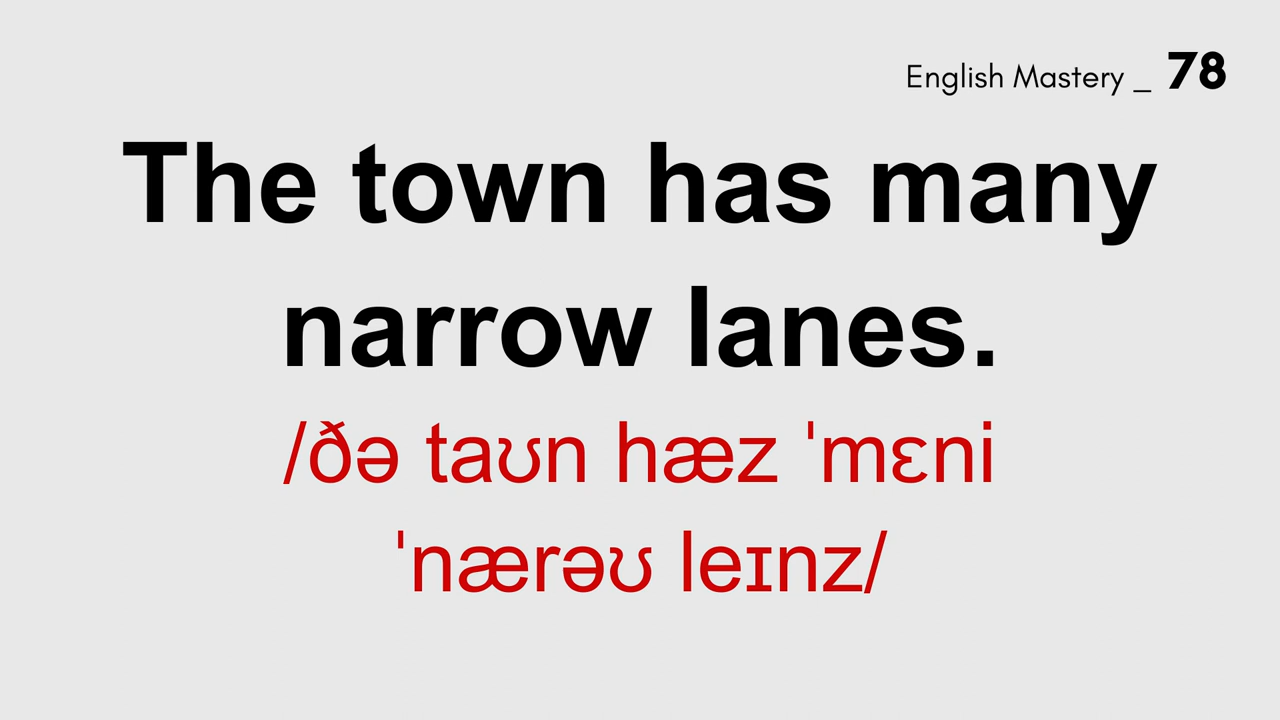 English Mastery _ 78
The town has many
narrow lanes.
/ðə taʊn hæz ˈmɛni
ˈnærəʊ leɪnz/